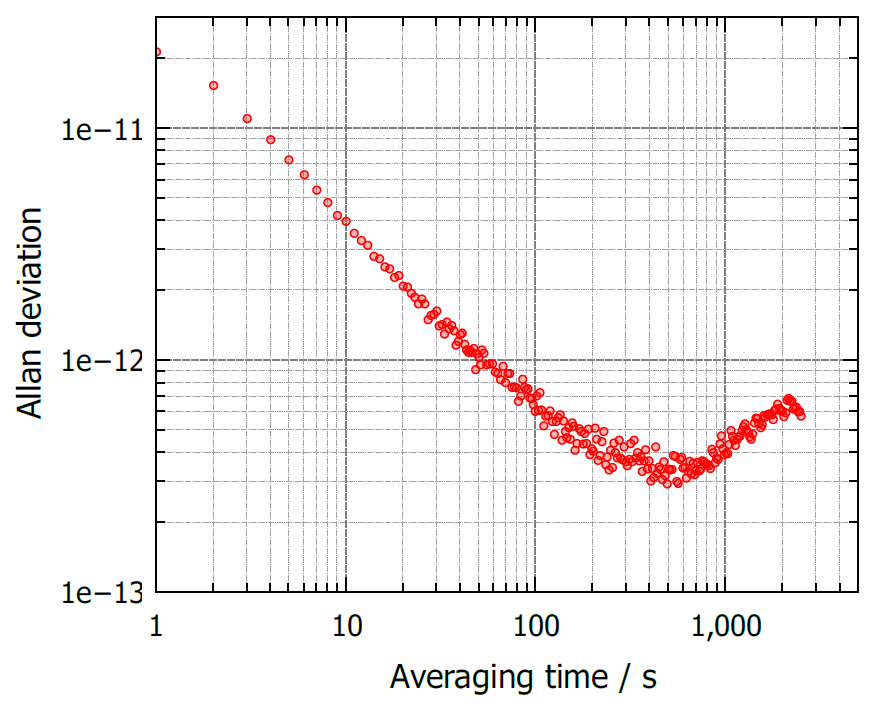 1e−11
1e−12
1e−13
Allan deviation
1 10 100 1,000
Averaging time / s